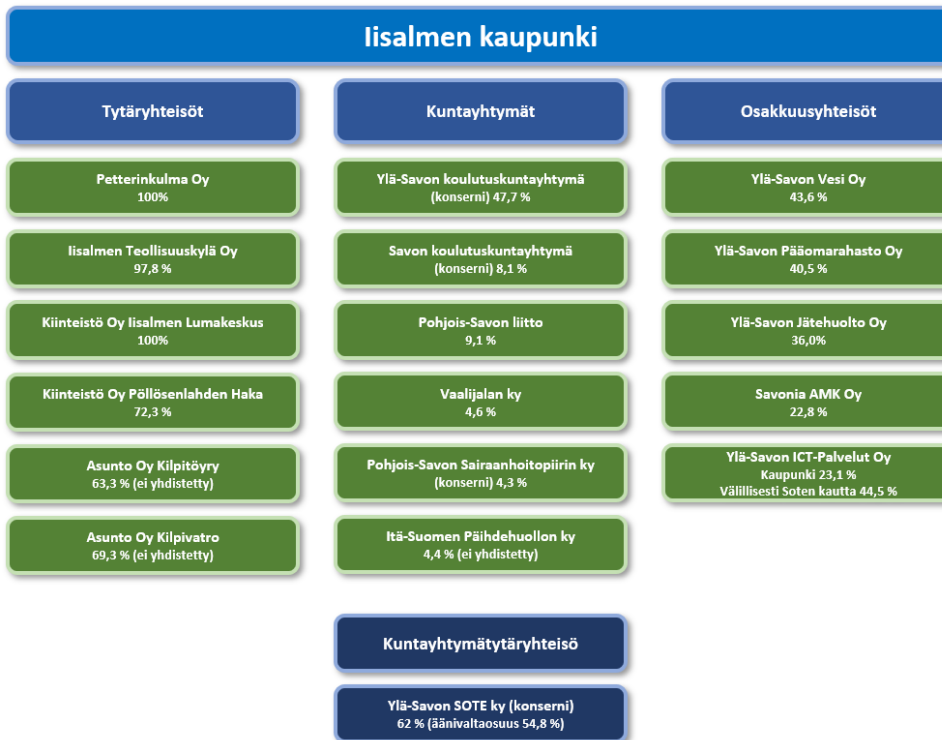 Iisalmen kaupunki
Tytäryhteisöt
Petterinkulma Oy
100%
Iisalmen Teollisuuskylä Oy
97,8 %
Kiinteistö Oy Iisalmen Lumakeskus
100%
Kiinteistö Oy Pöllösenlahden Haka
72,3 %
Asunto Oy Kilpitöyry
63,3 % (ei yhdistetty)
Asunto Oy Kilpivatro
69,3 % (ei yhdistetty)
Kuntayhtymät
Ylä-Savon koulutuskuntayhtymä
(konserni) 47,7 %
Savon koulutuskuntayhtymä
(konserni) 8,1 %
Pohjois-Savon liitto
9,1 %
Vaalijalan ky
4,6 %
Pohjois-Savon Sairaanhoitopiirin ky
(konserni) 4,3 %
Itä-Suomen Päihdehuollon ky
4,4 % (ei yhdistetty)
Kuntayhtymätytäryhteisö
Ylä-Savon SOTE ky (konserni)
62 % (äänivaltaosuus 54,8 %)
Osakkuusyhteisöt
Ylä-Savon Vesi Oy
43,6 %
Ylä-Savon Pääomarahasto Oy
40,5 %
Ylä-Savon Jätehuolto Oy
36,0%
Savonia AMK Oy
22,8 %
Ylä-Savon ICT-Palvelut Oy
Kaupunki 23,1 %
Välillisesti Soten kautta 44,5 %